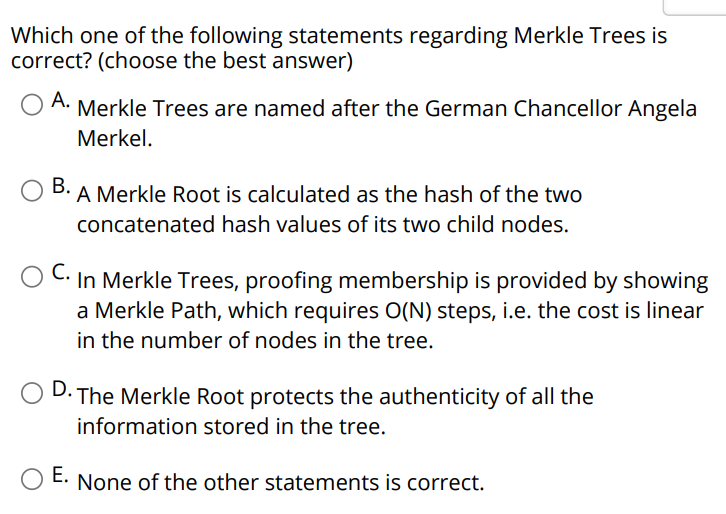 Which one of the following statements regarding Merkle Trees is
correct? (choose the best answer)
A. Merkle Trees are named after the German Chancellor Angela
Merkel.
B. A Merkle Root is calculated as the hash of the two
concatenated hash values of its two child nodes.
C. In Merkle Trees, proofing membership is provided by showing
a Merkle Path, which requires O(N) steps, i.e. the cost is linear
in the number of nodes in the tree.
D. The Merkle Root protects the authenticity of all the
information stored in the tree.
E. None of the other statements is correct.